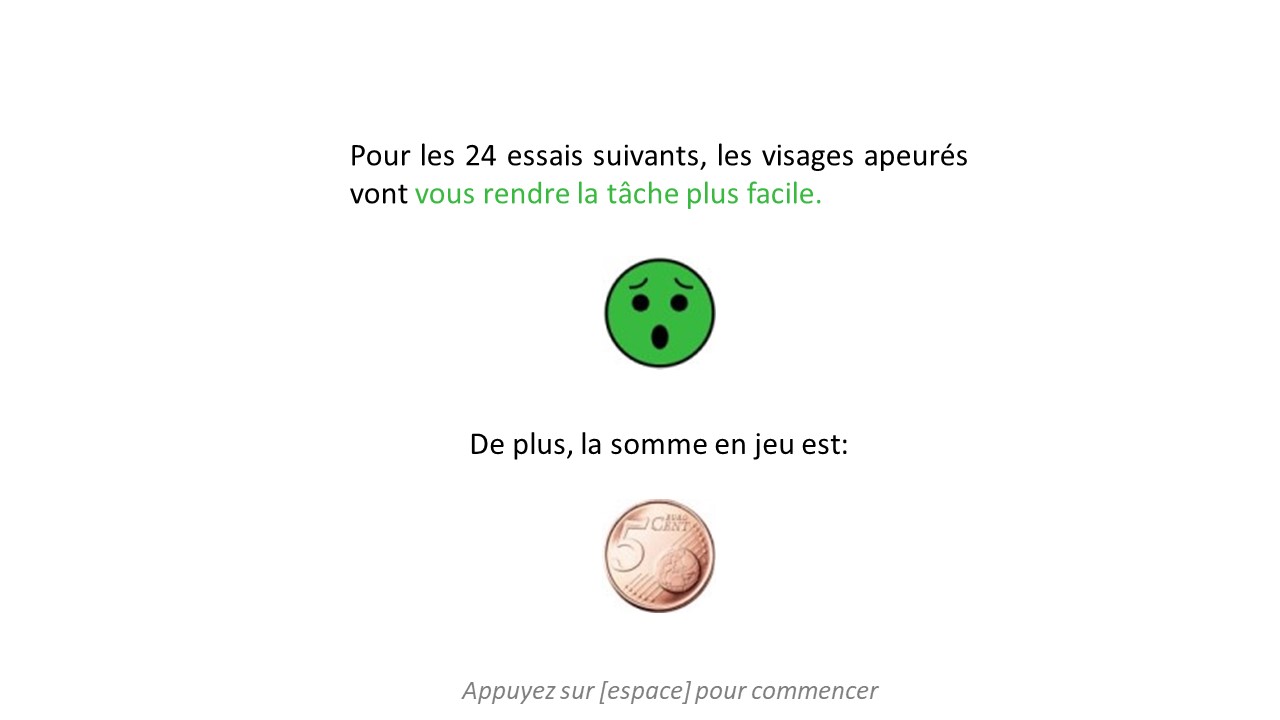 Pour les 24 essais suivants, les visages apeurés
vont vous rendre la tâche plus facile.
De plus, la somme en jeu est:
5 EURO
CENT
Appuyez sur [espace] pour commencer